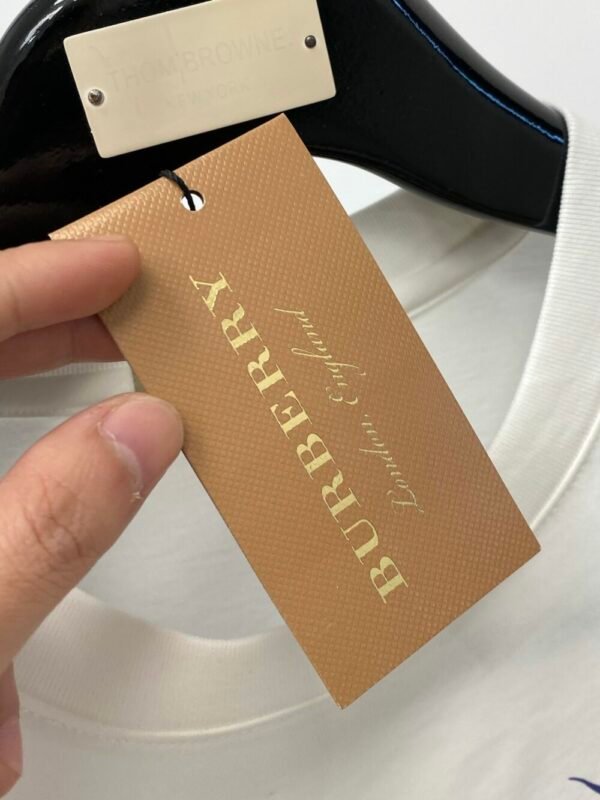 THOM BROWNE
NEW YORK
BURBERRY
London, England